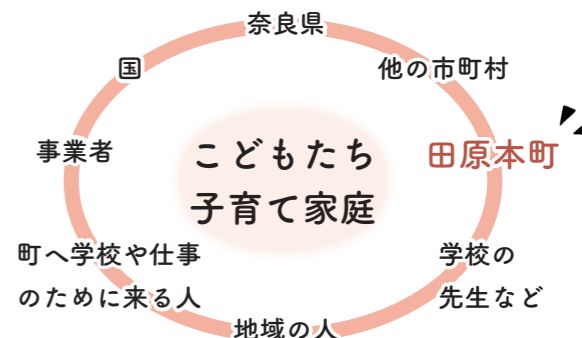 奈良県
国
他の市町村
事業者
こどもたち
子育て家庭
田原本町
町へ学校や仕事
のために来る人
学校の
先生など
地域の人